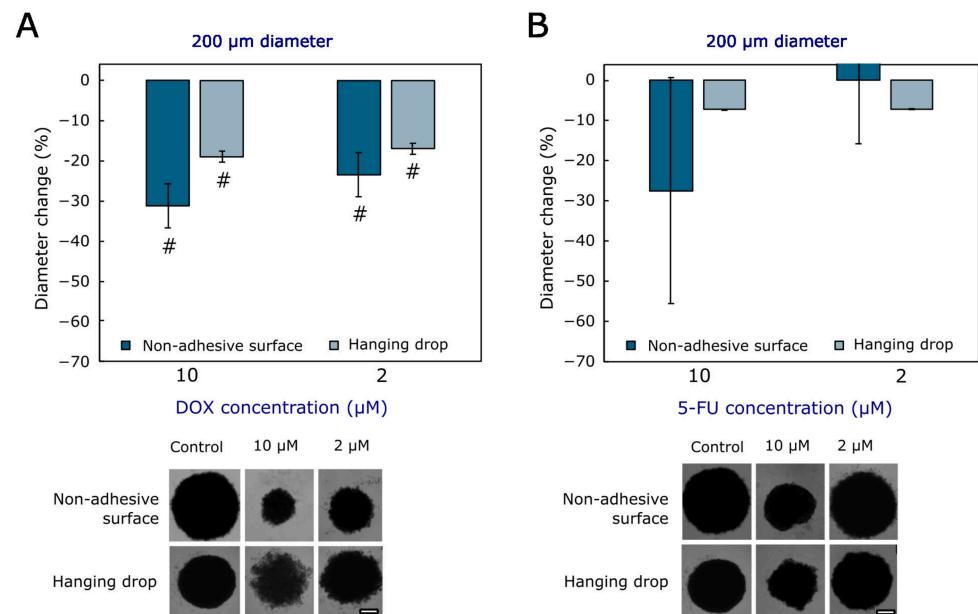 A
200 µm diameter
Diameter change (%)
0
−10
−20
−30
−40
−50
−60
−70
#
#
#
#
Non-adhesive surface
Hanging drop
10
2
DOX concentration (µM)
Control
10 µM
2 µM
Non-adhesive
surface
Hanging drop
B
200 µm diameter
Diameter change (%)
0
−10
−20
−30
−40
−50
−60
−70
Non-adhesive surface
Hanging drop
10
2
5-FU concentration (µM)
Control
10 µM
2 µM
Non-adhesive
surface
Hanging drop